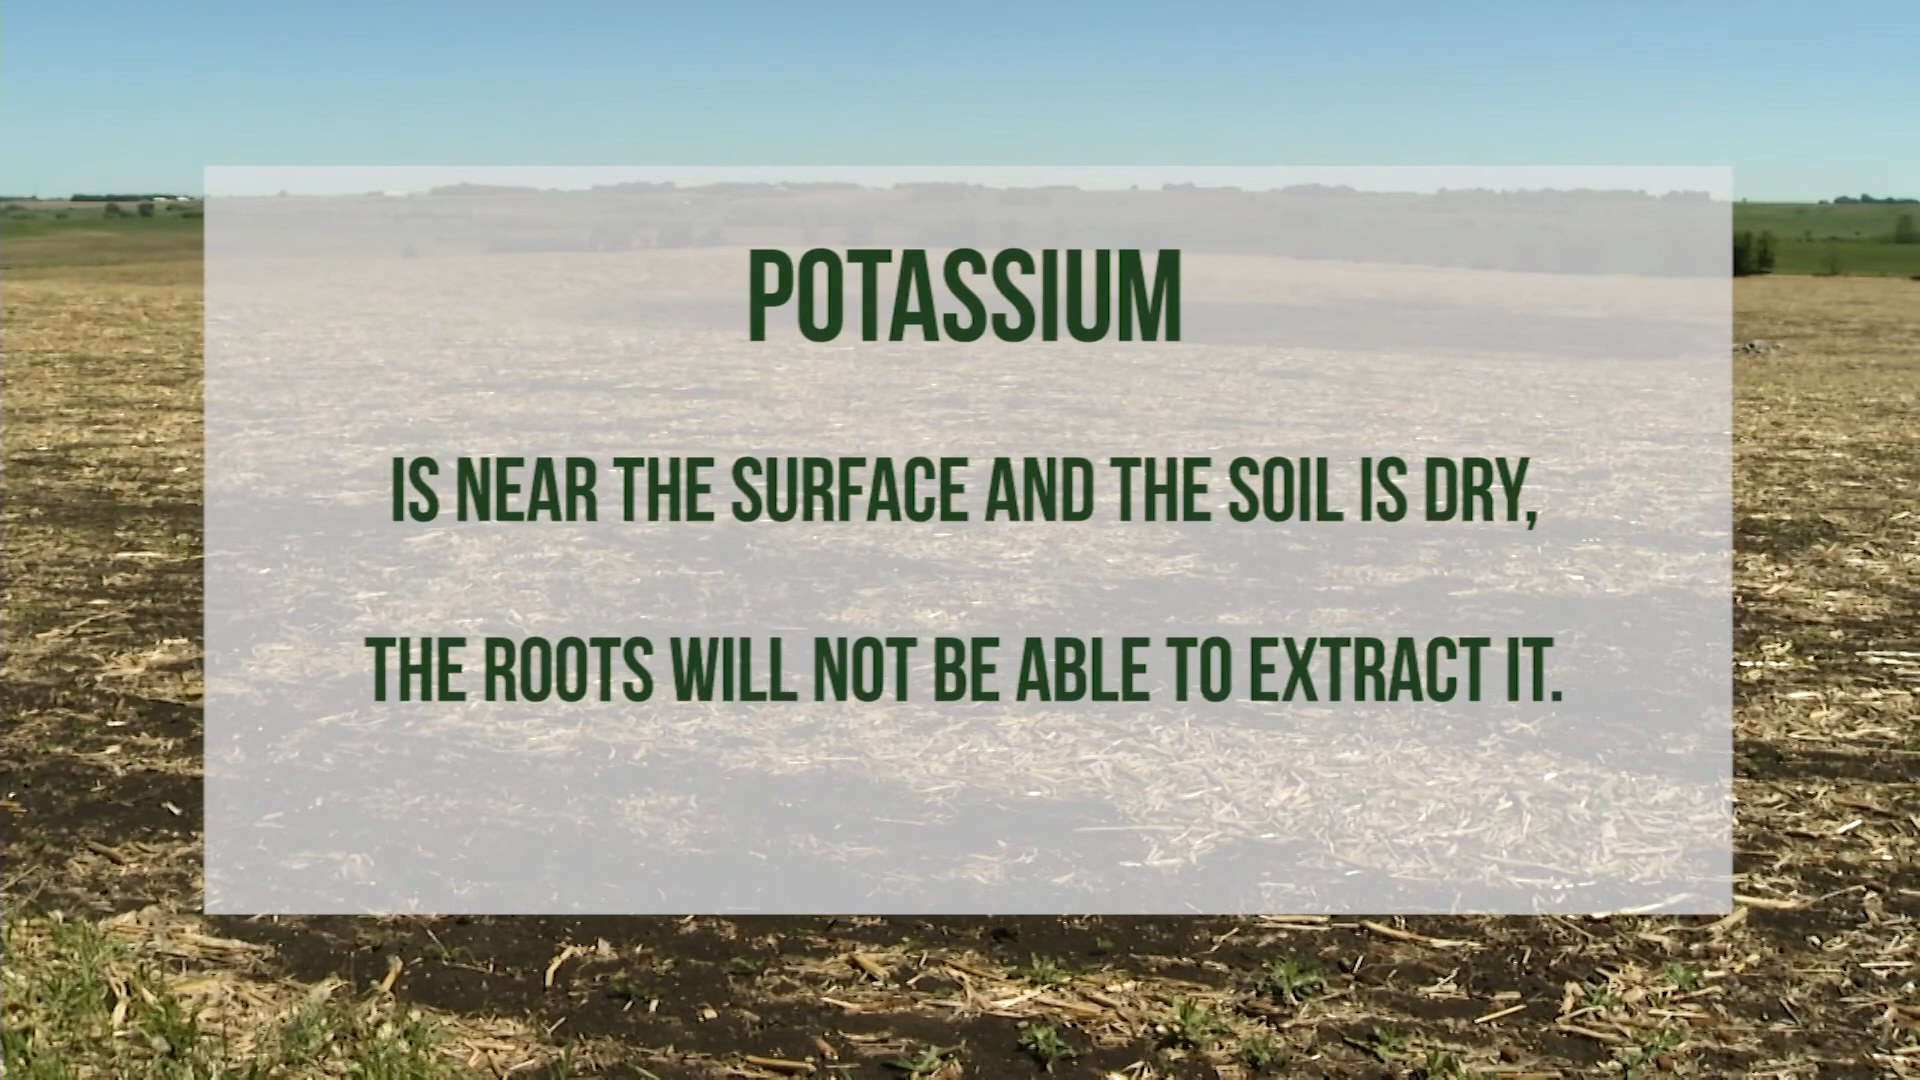 POTASSIUM
IS NEAR THE SURFACE AND THE SOIL IS DRY,
THE ROOTS WILL NOT BE ABLE TO EXTRACT IT.